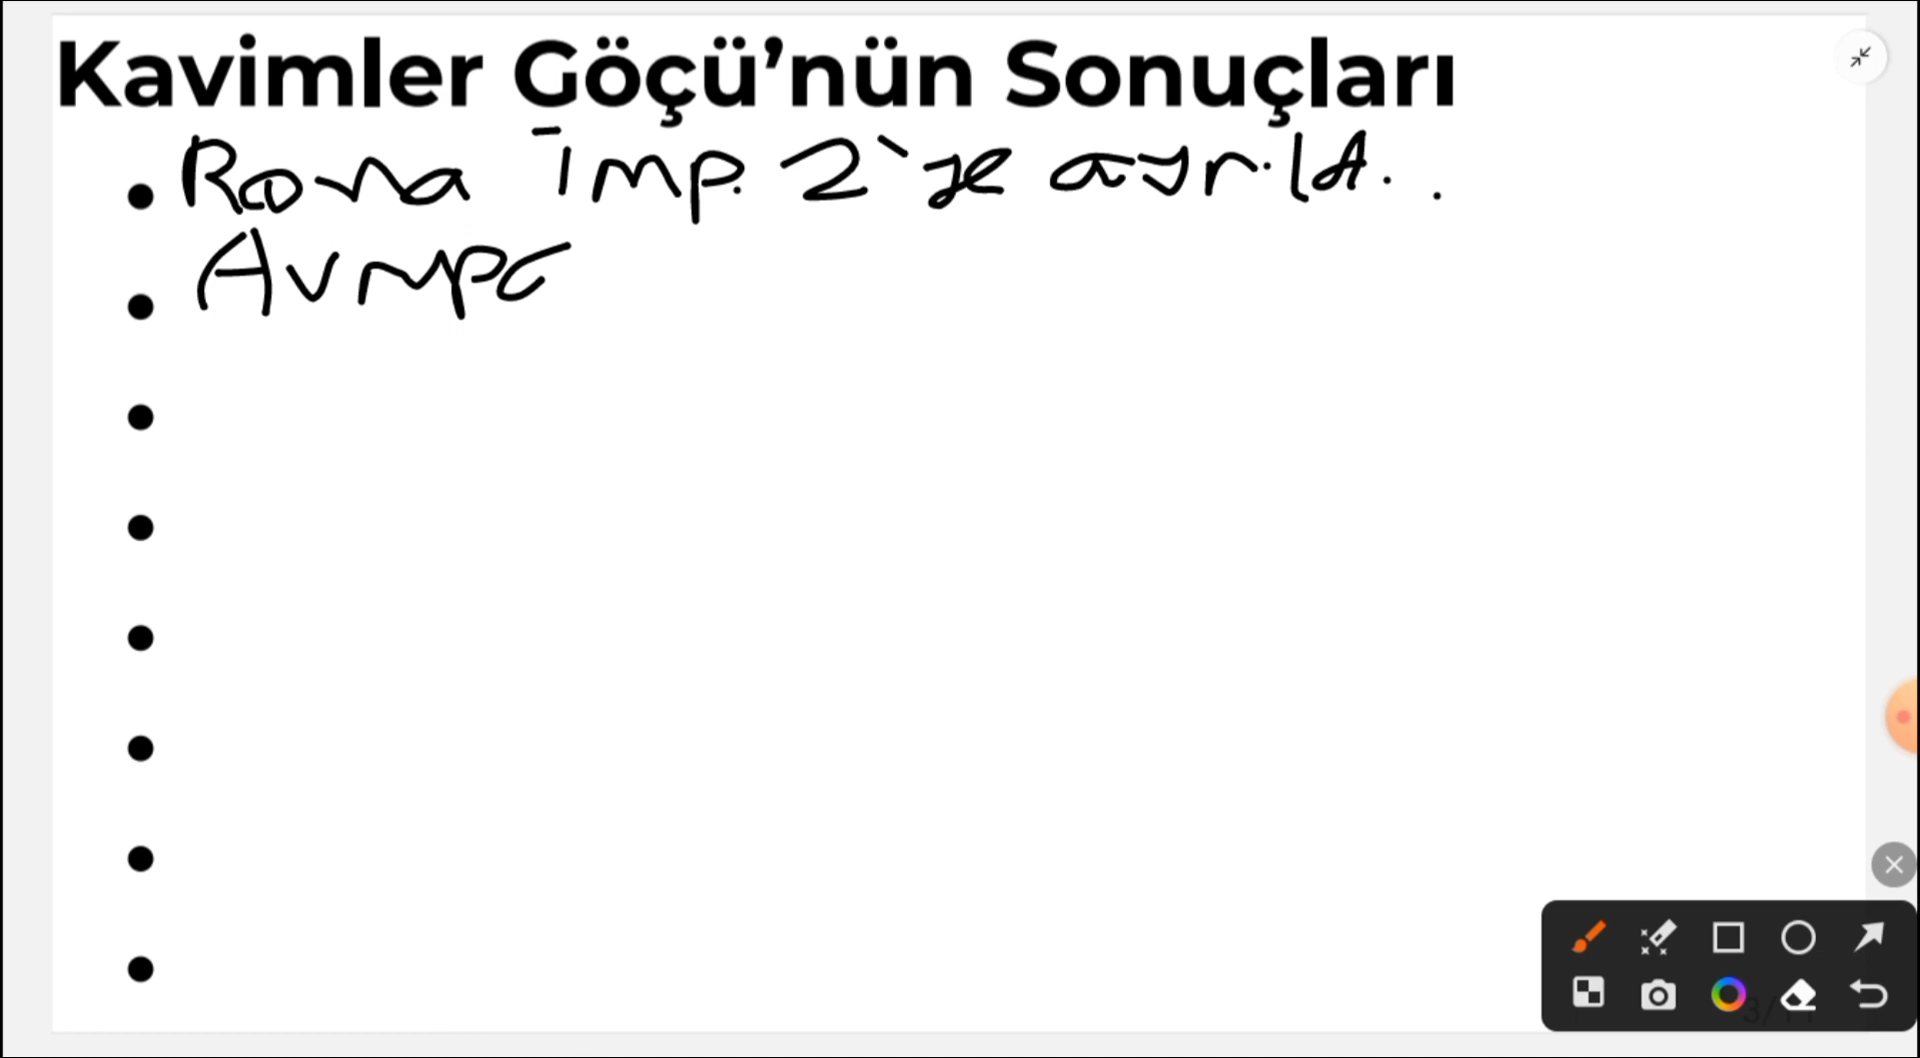 Kavimler Göçü'nün Sonuçları
• Roma İmp. 2'ye ayrıldı.
• Avrupa
•
•
•
•
•
•